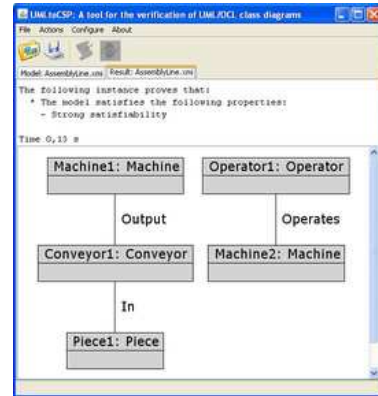 UMLtoCSP: A tool for the verification of UML/OCL class diagrams
File Actions Configure About
Model: AssemblyLine.xmi Result: AssemblyLine.xmi
The following instance proves that:
* The model satisfies the following properties:
- Strong satisfiability
Time 0,15 s
Machine1: Machine Operator1: Operator
Output Operates
Conveyor1: Conveyor Machine2: Machine
In
Piece1: Piece